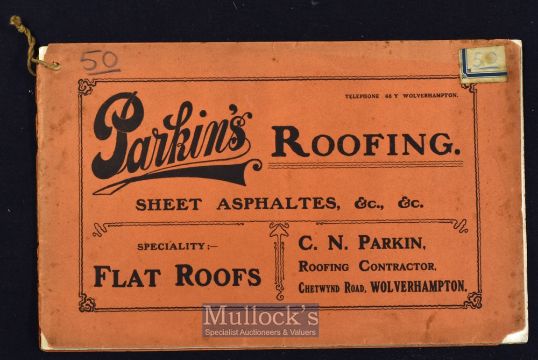 50
50
TELEPHONE 48 Y WOLVERHAMPTON.
Parkin's ROOFING.
SHEET ASPHALTES, &c., &c.
SPECIALITY:—
FLAT ROOFS
C. N. PARKIN,
ROOFING CONTRACTOR,
CHETWYND ROAD, WOLVERHAMPTON.
Mullock's
Specialist Auctioneers & Valuers